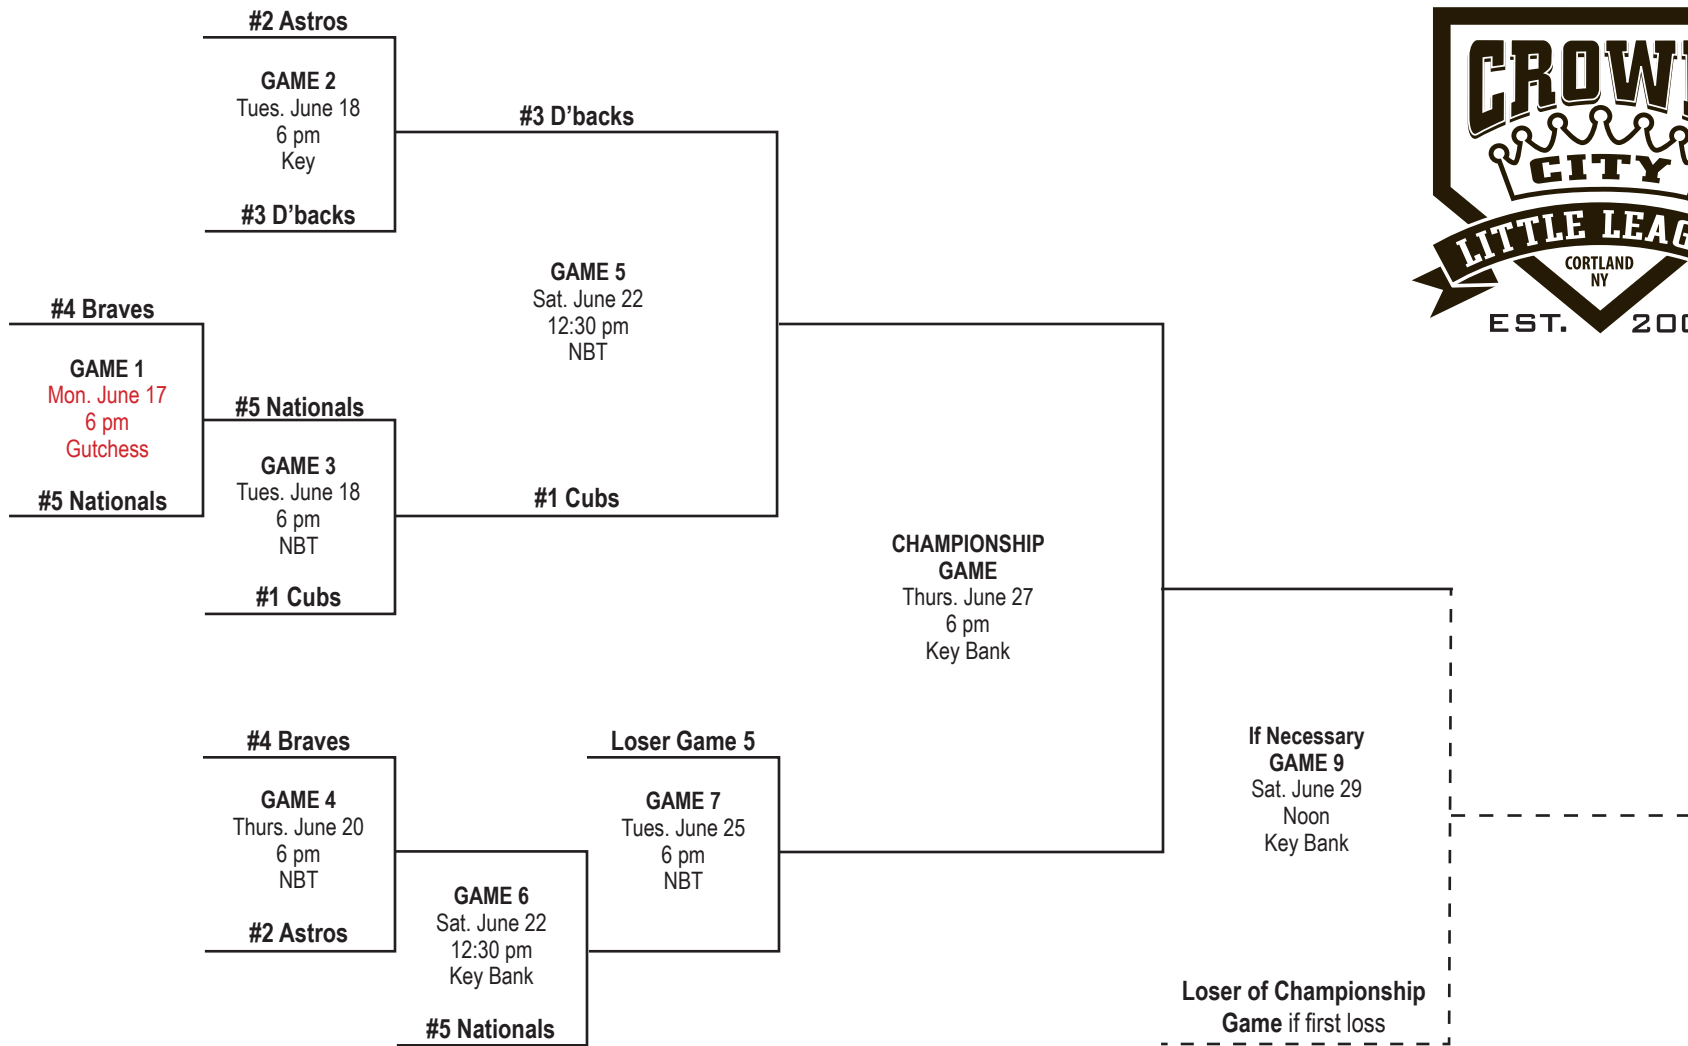 #2 Astros
GAME 2
Tues. June 18
6 pm
Key
#3 D'backs
#3 D'backs
GAME 5
Sat. June 22
12:30 pm
NBT
#4 Braves
GAME 1
Mon. June 17
6 pm
Gutchess
#5 Nationals
#5 Nationals
GAME 3
Tues. June 18
6 pm
NBT
#1 Cubs
#1 Cubs
CHAMPIONSHIP
GAME
Thurs. June 27
6 pm
Key Bank
#4 Braves
GAME 4
Thurs. June 20
6 pm
NBT
#2 Astros
GAME 6
Sat. June 22
12:30 pm
Key Bank
#5 Nationals
Loser Game 5
GAME 7
Tues. June 25
6 pm
NBT
If Necessary
GAME 9
Sat. June 29
Noon
Key Bank
Loser of Championship
Game if first loss
CITY
LITTLE
CORTLAND
NY
EST.